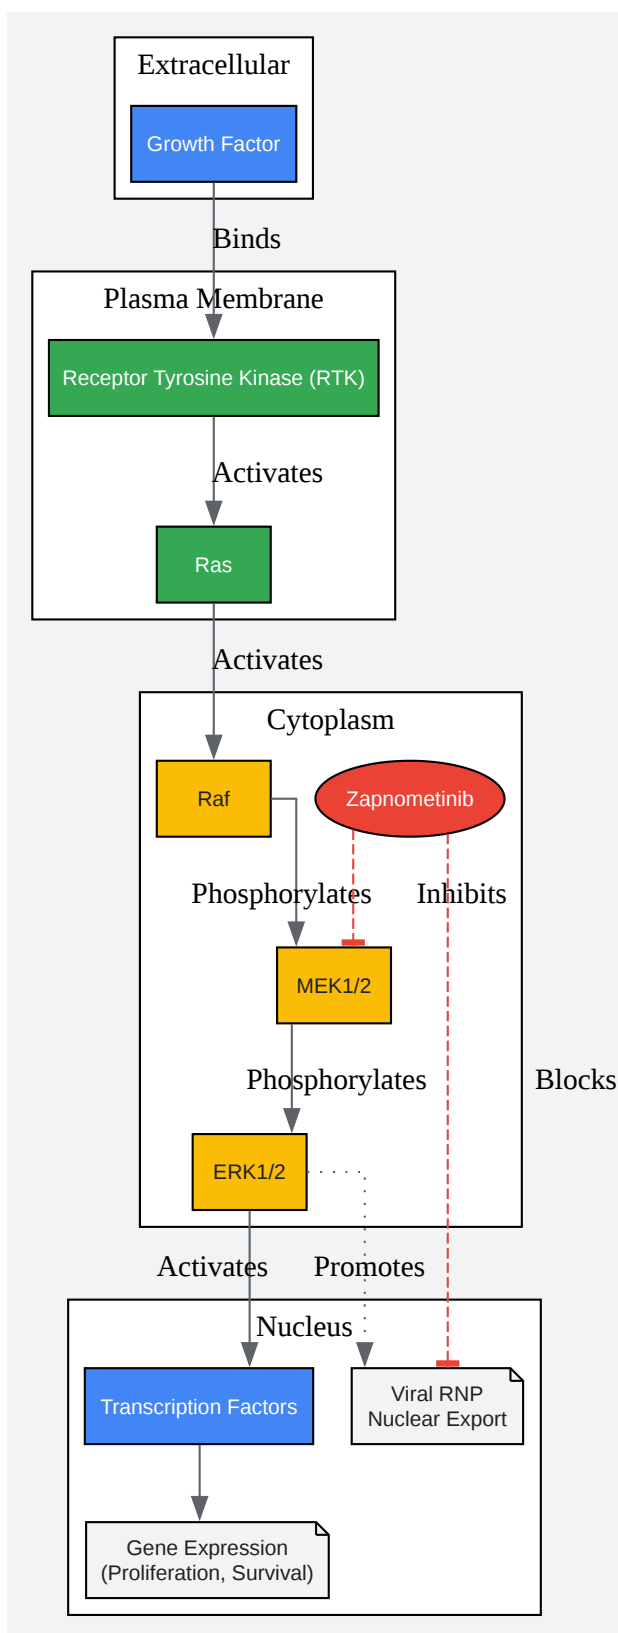 Extracellular
Growth Factor
Binds
Plasma Membrane
Receptor Tyrosine Kinase (RTK)
Activates
Ras
Activates
Cytoplasm
Raf
Zapnometinib
Phosphorylates
Inhibits
MEK1/2
Phosphorylates
Blocks
ERK1/2
Activates
Promotes
Nucleus
Transcription Factors
Viral RNP
Nuclear Export
Gene Expression
(Proliferation, Survival)